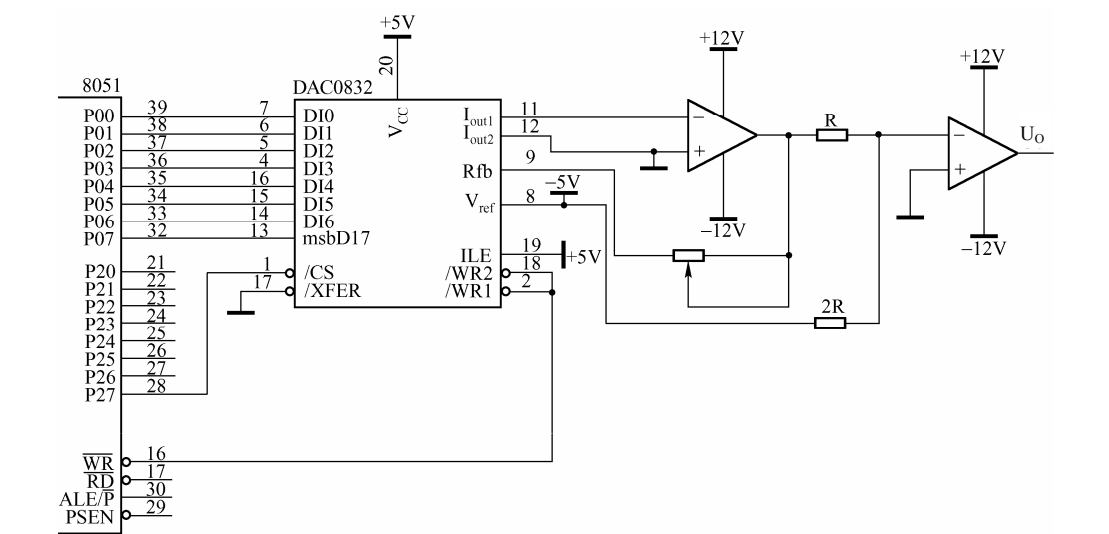 +5V
20
8051
DAC0832
+12V
+12V
P00 39 7 DI0
P01 38 6 DI1
P02 37 5 DI2
P03 36 4 DI3
P04 35 16 DI4
P05 34 15 DI5
P06 33 14 DI6
P07 32 13 msbD17
VCC
Iout1 11
Iout2 12
Rfb 9
Vref 8
−5V
ILE 19
+5V
/WR2 18
/WR1 2
1 /CS
17 /XFER
−
+
−12V
R
−
+
UO
−12V
2R
P20 21
P21 22
P22 23
P23 24
P24 25
P25 26
P26 27
P27 28
W̅R̅ 16
R̅D̅ 17
ALE/P̅ 30
PSEN 29